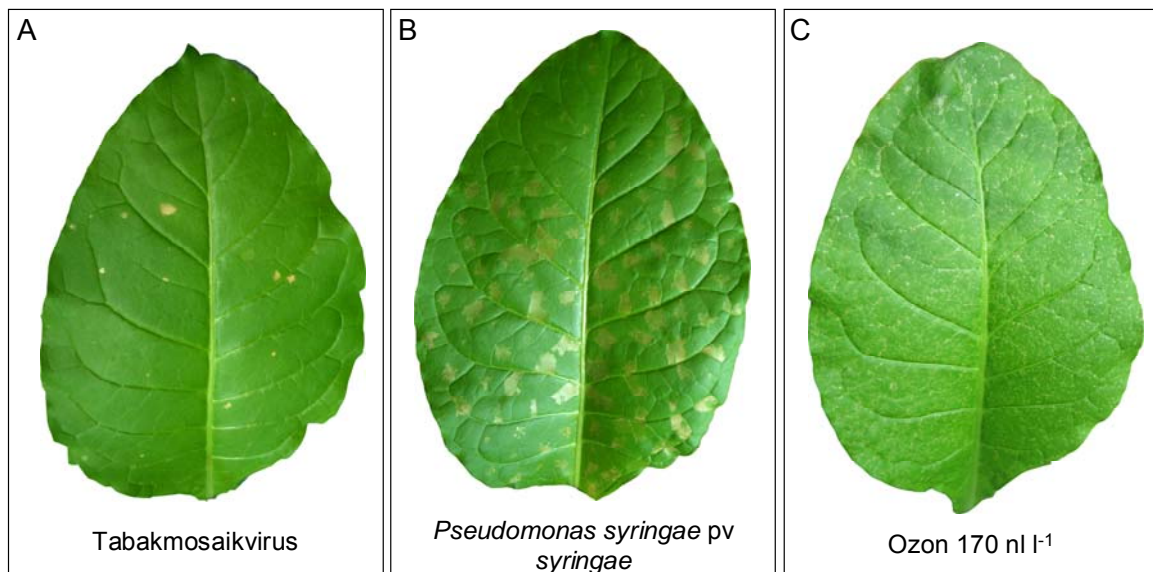 A
B
C
Tabakmosaikvirus
Pseudomonas syringae pv
syringae
Ozon 170 nl l⁻¹